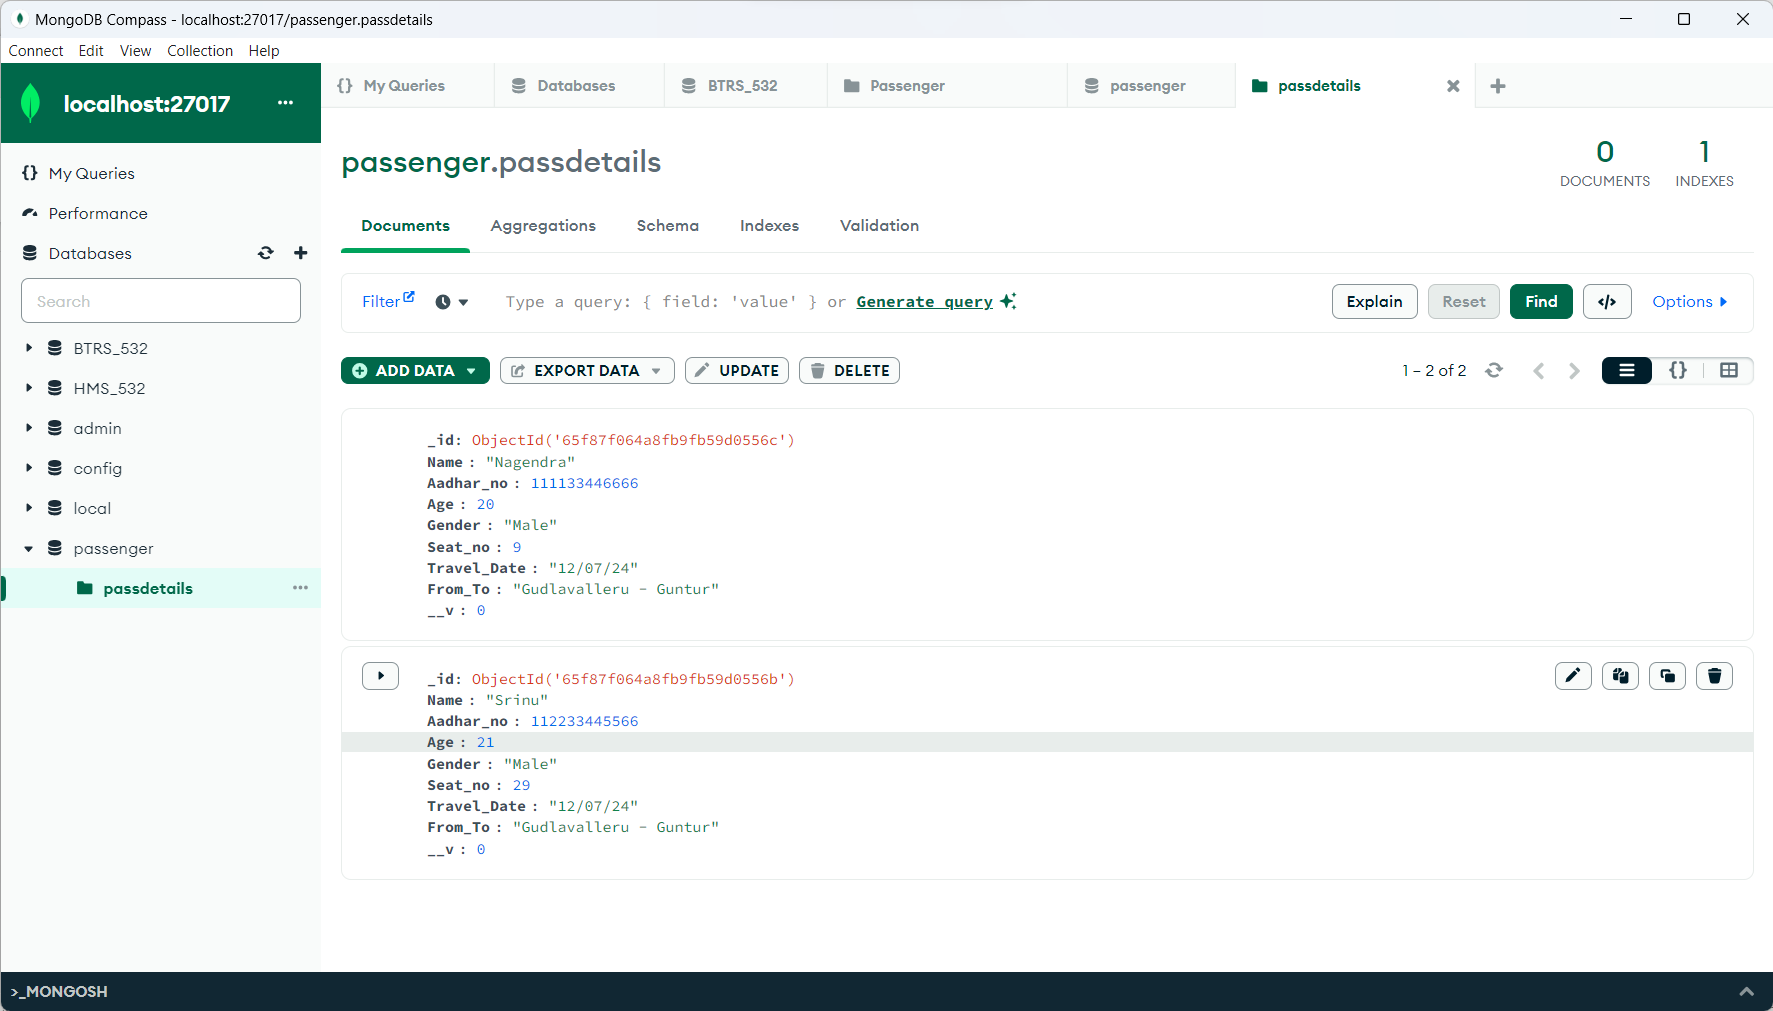 MongoDB Compass - localhost:27017/passenger.passdetails
Connect Edit View Collection Help
localhost:27017 ...
{} My Queries
Performance
Databases
Search
BTRS_532
HMS_532
admin
config
local
passenger
passdetails ...
{} My Queries Databases BTRS_532 Passenger passenger passdetails
passenger.passdetails
0 DOCUMENTS
1 INDEXES
Documents Aggregations Schema Indexes Validation
Filter Type a query: { field: 'value' } or Generate query Explain Reset Find </> Options
ADD DATA EXPORT DATA UPDATE DELETE 1 – 2 of 2 {}
_id: ObjectId('65f87f064a8fb9fb59d0556c')
Name : "Nagendra"
Aadhar_no : 111133446666
Age : 20
Gender : "Male"
Seat_no : 9
Travel_Date : "12/07/24"
From_To : "Gudlavalleru - Guntur"
__v : 0
_id: ObjectId('65f87f064a8fb9fb59d0556b')
Name : "Srinu"
Aadhar_no : 112233445566
Age : 21
Gender : "Male"
Seat_no : 29
Travel_Date : "12/07/24"
From_To : "Gudlavalleru - Guntur"
__v : 0
>_MONGOSH